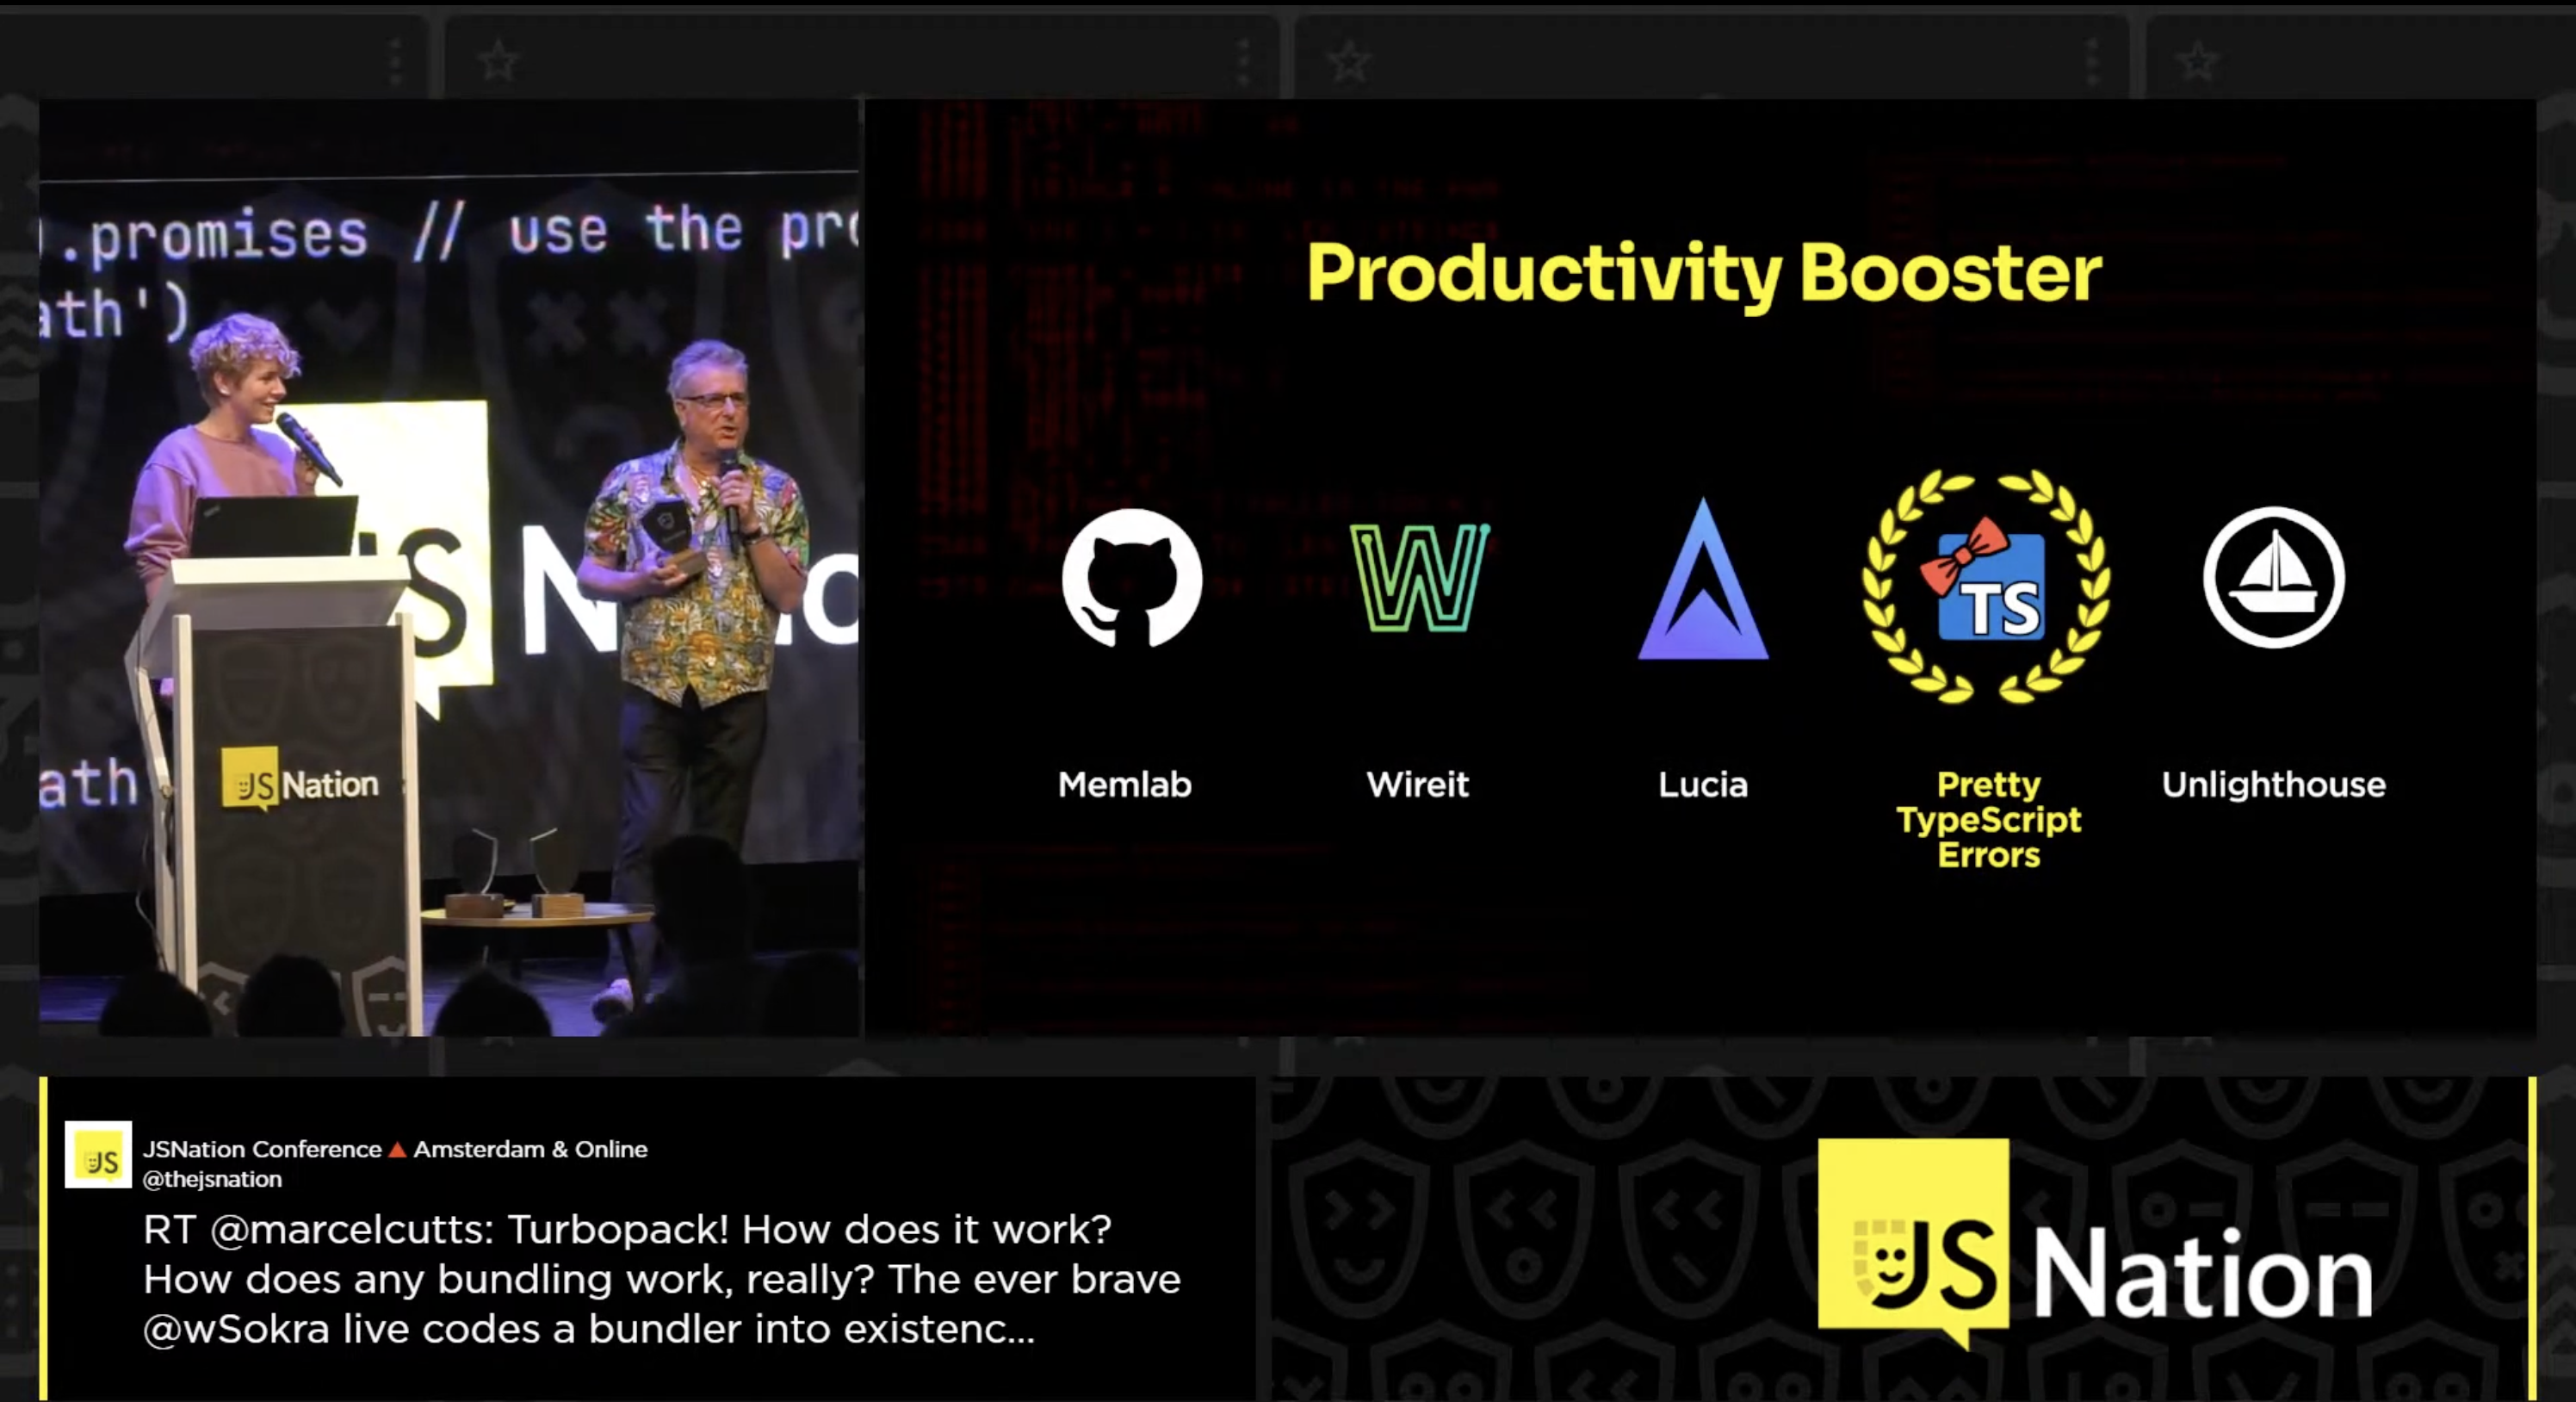 ).promises // use the pro
ath')
JS Natio
ath
JS Nation
Productivity Booster
TS
Memlab
Wireit
Lucia
Pretty
TypeScript
Errors
Unlighthouse
JS
JSNation Conference 🔺 Amsterdam & Online
@thejsnation
RT @marcelcutts: Turbopack! How does it work?
How does any bundling work, really? The ever brave
@wSokra live codes a bundler into existenc...
JS Nation